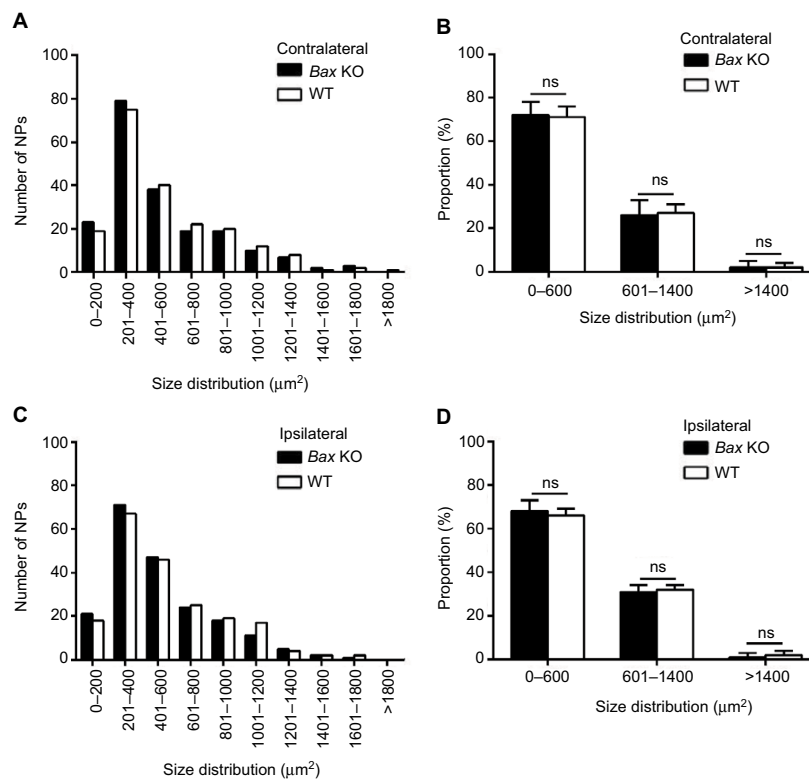 A
Contralateral
Bax KO
WT
Number of NPs
100
80
60
40
20
0
0–200
201–400
401–600
601–800
801–1000
1001–1200
1201–1400
1401–1600
1601–1800
>1800
Size distribution (μm²)
B
Contralateral
Bax KO
WT
Proportion (%)
100
80
60
40
20
0
ns
ns
ns
0–600
601–1400
>1400
Size distribution (μm²)
C
Ipsilateral
Bax KO
WT
Number of NPs
100
80
60
40
20
0
0–200
201–400
401–600
601–800
801–1000
1001–1200
1201–1400
1401–1600
1601–1800
>1800
Size distribution (μm²)
D
Ipsilateral
Bax KO
WT
Proportion (%)
100
80
60
40
20
0
ns
ns
ns
0–600
601–1400
>1400
Size distribution (μm²)